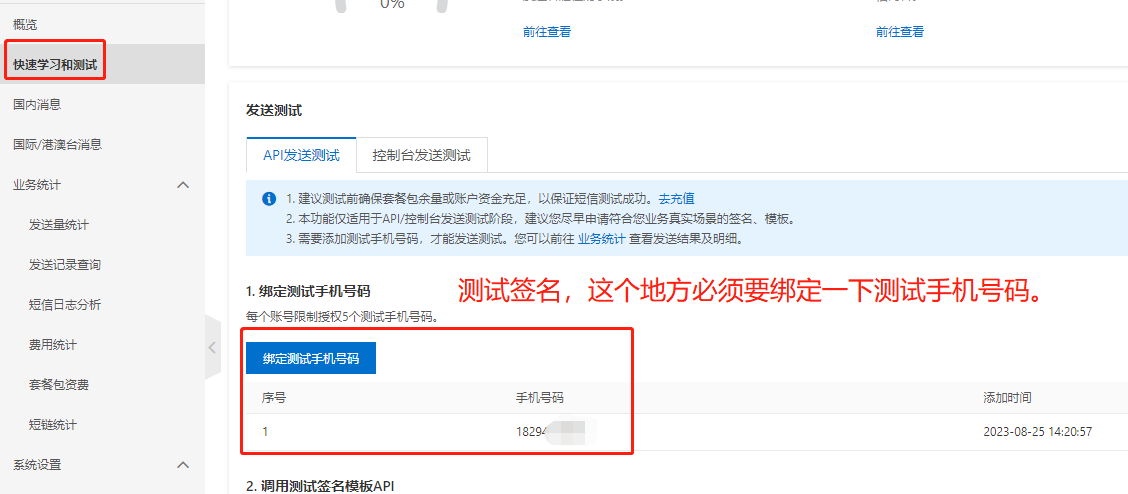 0%
前往查看
前往查看
概览
快速学习和测试
国内消息
国际/港澳台消息
业务统计
发送量统计
发送记录查询
短信日志分析
费用统计
套餐包资费
短链统计
系统设置
发送测试
API发送测试 控制台发送测试
1. 建议测试前确保套餐包余量或账户资金充足，以保证短信测试成功。去充值
2. 本功能仅适用于API/控制台发送测试阶段，建议您尽早申请符合您业务真实场景的签名、模板。
3. 需要添加测试手机号码，才能发送测试。您可以前往 业务统计 查看发送结果及明细。
测试签名，这个地方必须要绑定一下测试手机号码。
1. 绑定测试手机号码
每个账号限制授权5个测试手机号码。
绑定测试手机号码
序号 手机号码 添加时间
1 18294 2023-08-25 14:20:57
2. 调用测试签名模板API